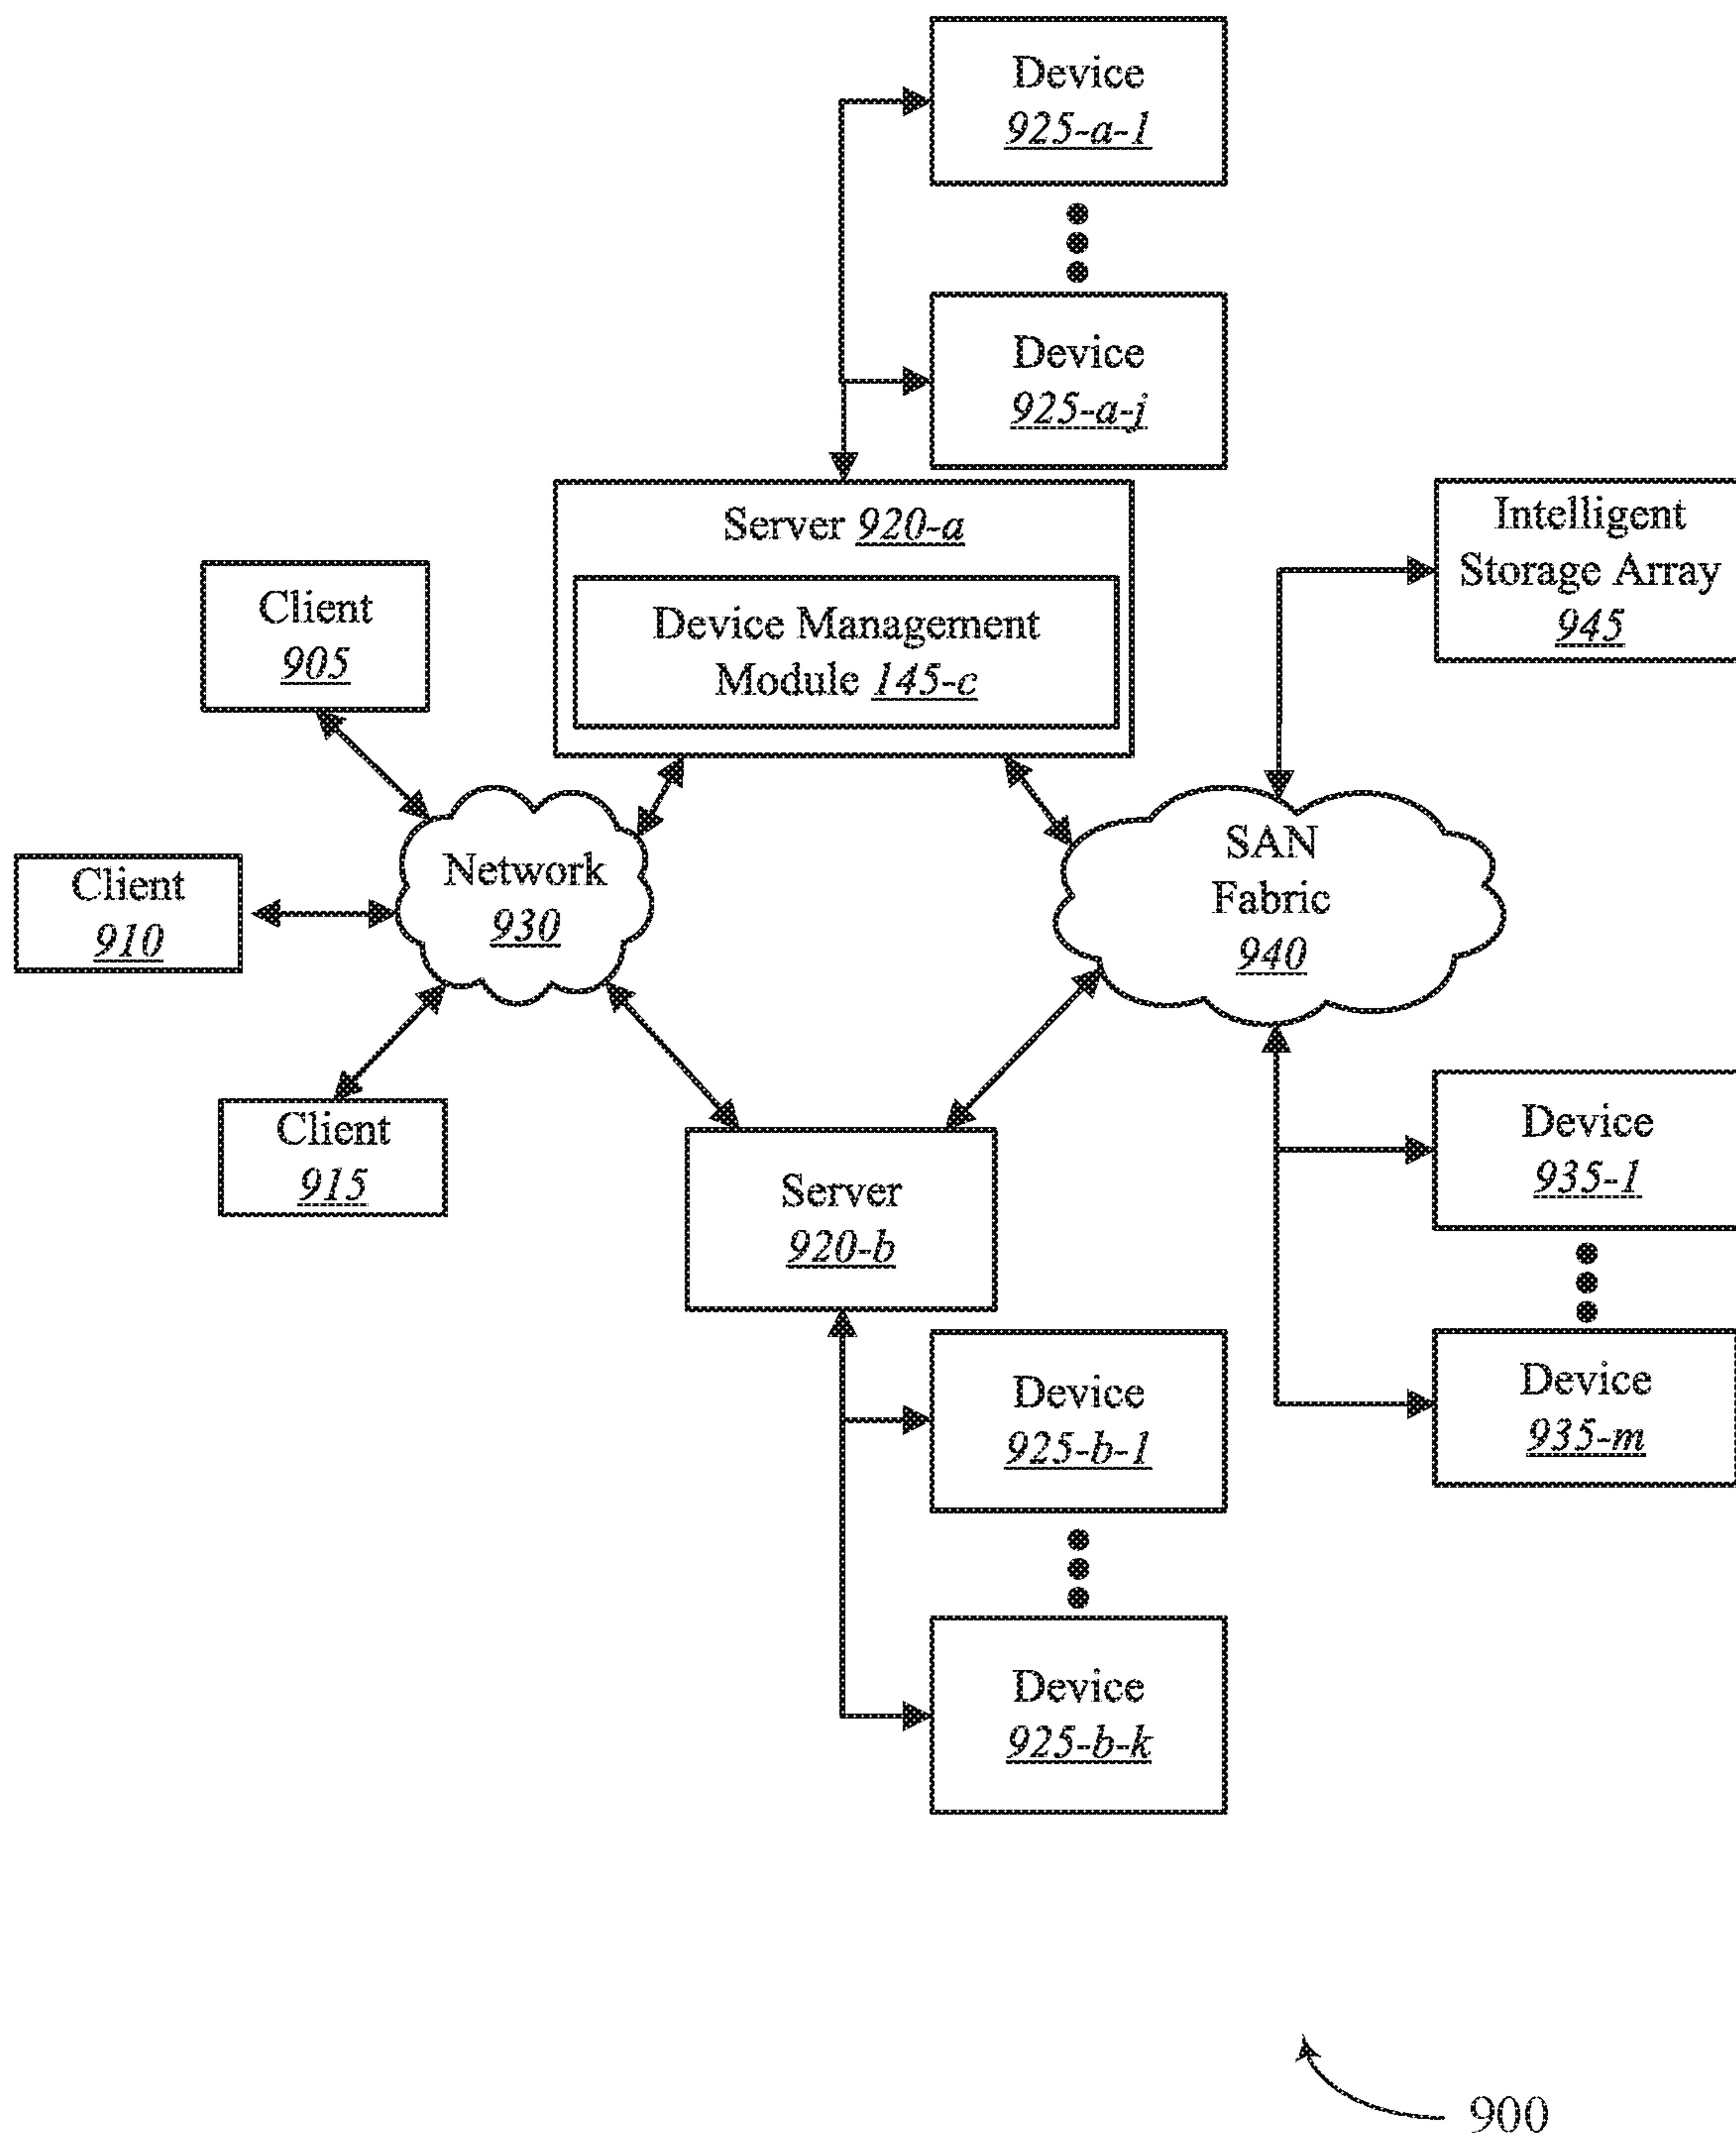 Device
925-a-1
Device
925-a-j
Server 920-a
Device Management
Module 145-c
Intelligent
Storage Array
945
Client
905
Network
930
SAN
Fabric
940
Client
910
Client
915
Server
920-b
Device
935-1
Device
935-m
Device
925-b-1
Device
925-b-k
900